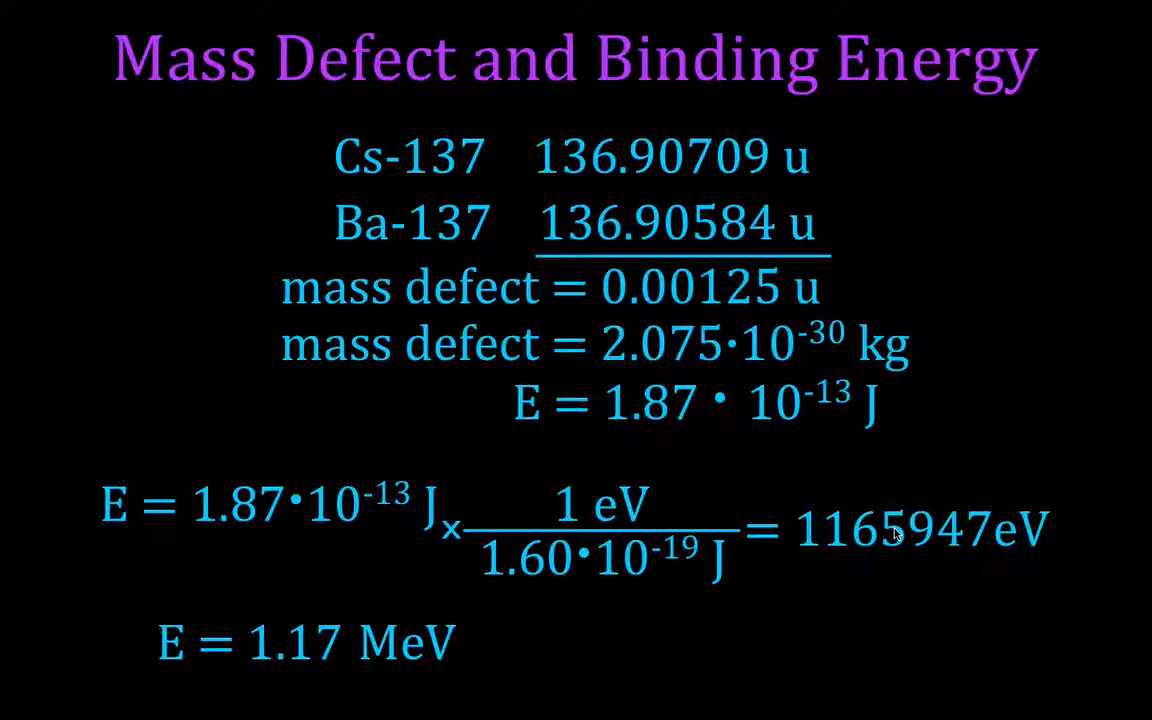 Mass Defect and Binding Energy
Cs-137 136.90709 u
Ba-137 136.90584 u
mass defect = 0.00125 u
mass defect = 2.075·10⁻³⁰ kg
E = 1.87 · 10⁻¹³ J
E = 1.87·10⁻¹³ J x 1 eV / 1.60·10⁻¹⁹ J = 1165947eV
E = 1.17 MeV